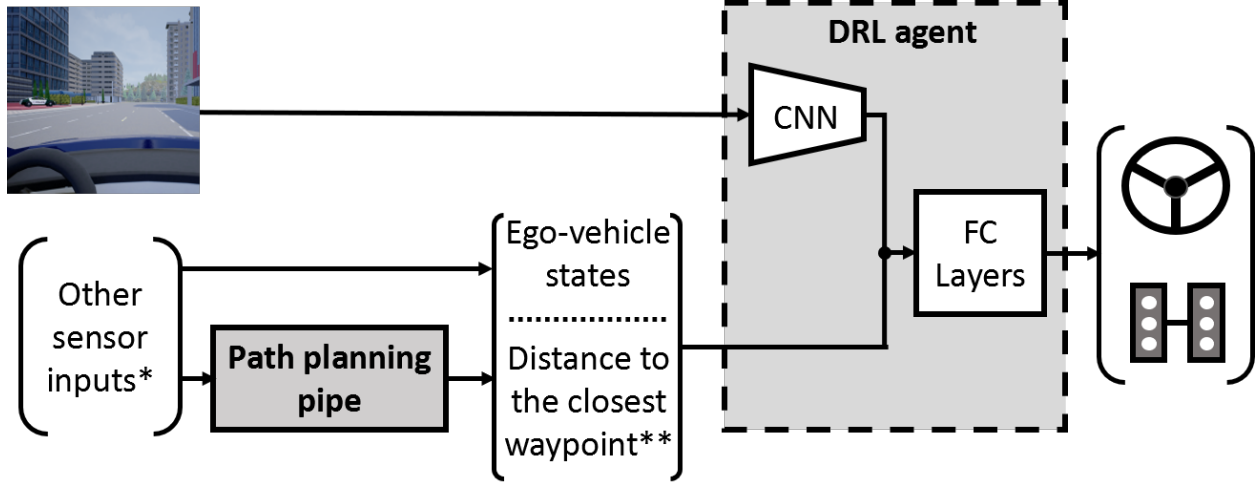 DRL agent
CNN
FC
Layers
Ego-vehicle
states
Distance to
the closest
waypoint**
Other
sensor
inputs*
Path planning
pipe